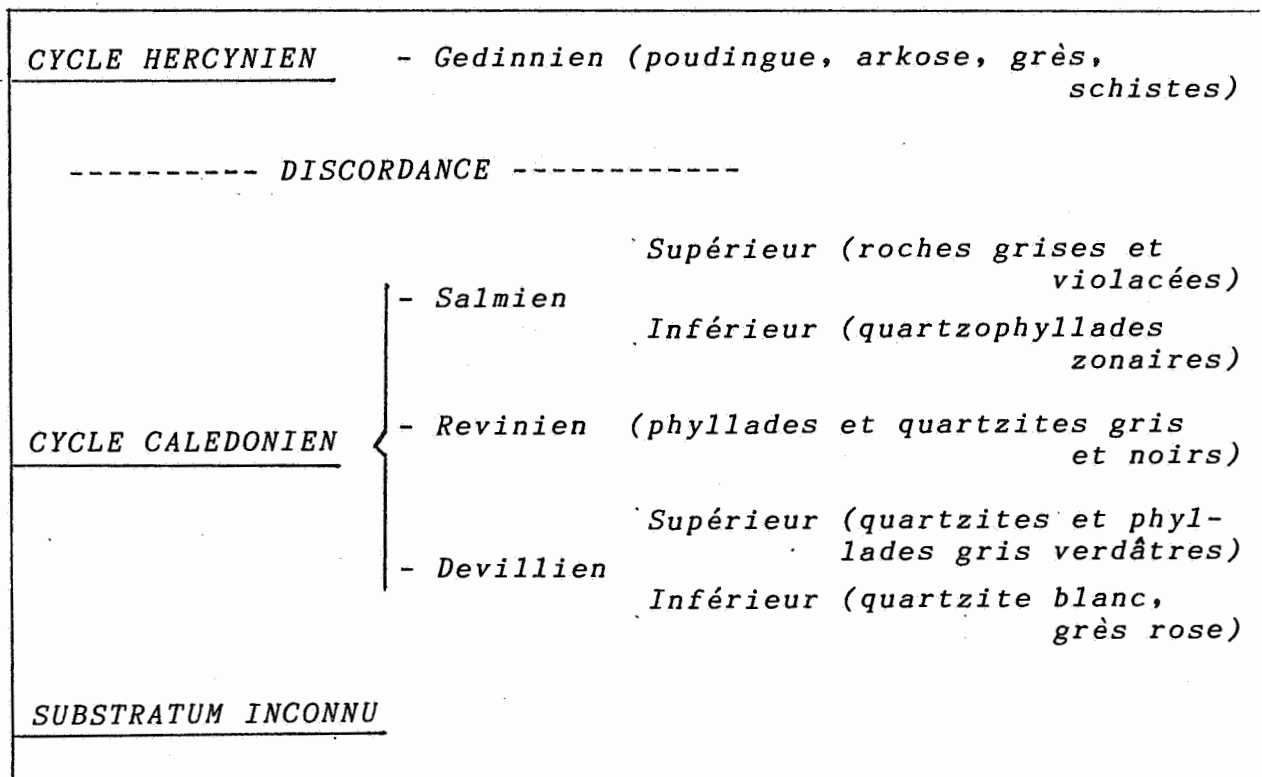 CYCLE HERCYNIEN - Gedinnien (poudingue, arkose, grès,
schistes)
---------- DISCORDANCE ------------
Supérieur (roches grises et
violacées)
- Salmien
Inférieur (quartzophyllades
zonaires)
CYCLE CALEDONIEN - Revinien (phyllades et quartzites gris
et noirs)
Supérieur (quartzites et phyl-
lades gris verdâtres)
- Devillien
Inférieur (quartzite blanc,
grès rose)
SUBSTRATUM INCONNU